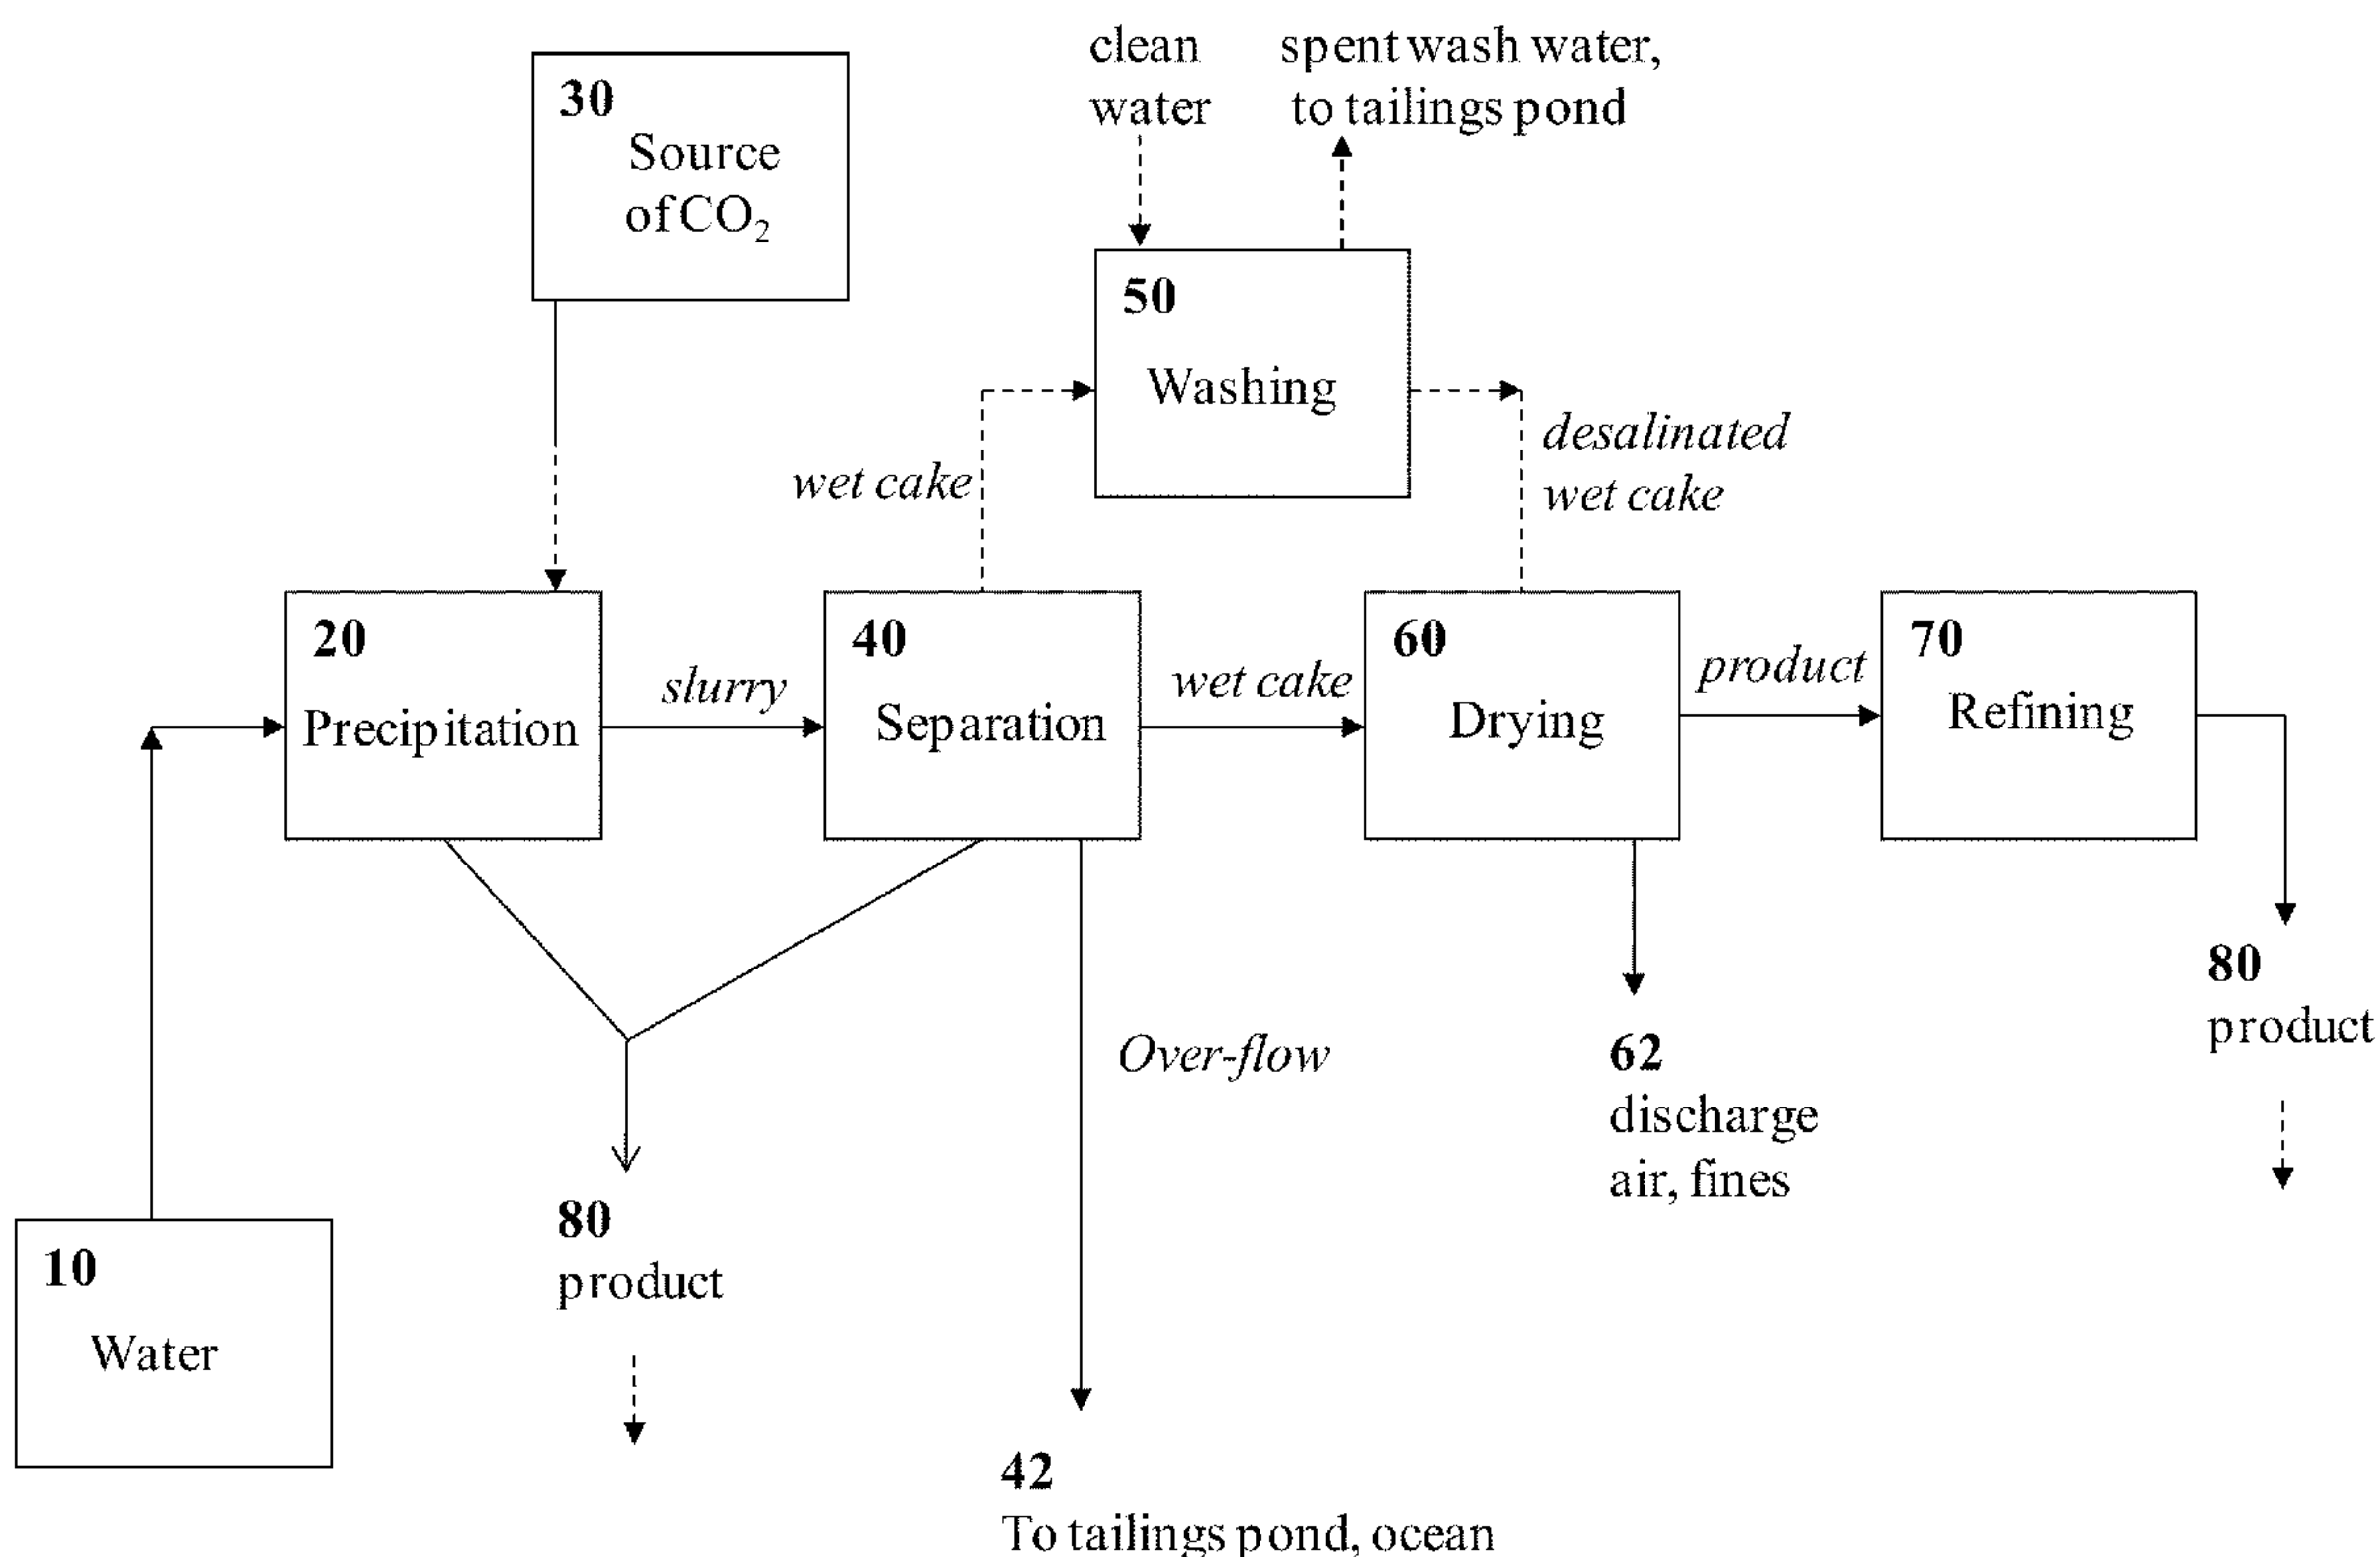 30
Source
of CO2
clean
water
spent wash water,
to tailings pond
50
Washing
wet cake
desalinated
wet cake
20
Precipitation
slurry
40
Separation
wet cake
60
Drying
product
70
Refining
80
product
Over-flow
62
discharge
air, fines
80
product
10
Water
42
To tailings pond, ocean